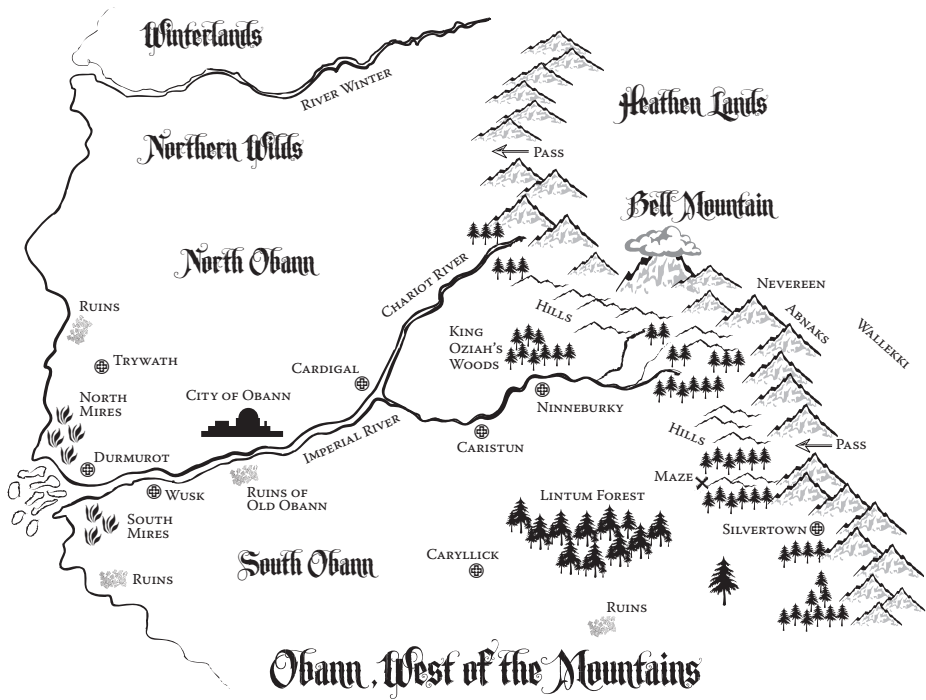 Winterlands
River Winter
Heathen Lands
Northern Wilds
Pass
Bell Mountain
North Obann
Chariot River
Nevereen
Abnaks
Wallekki
Ruins
Hills
King
Oziah's
Woods
Trywath
Cardigal
City of Obann
North
Mires
Ninneburky
Imperial River
Caristun
Hills
Pass
Durmurot
Maze
Wusk
Ruins of
Old Obann
Lintum Forest
South
Mires
Silvertown
South Obann
Caryllick
Ruins
Ruins
Obann, West of the Mountains